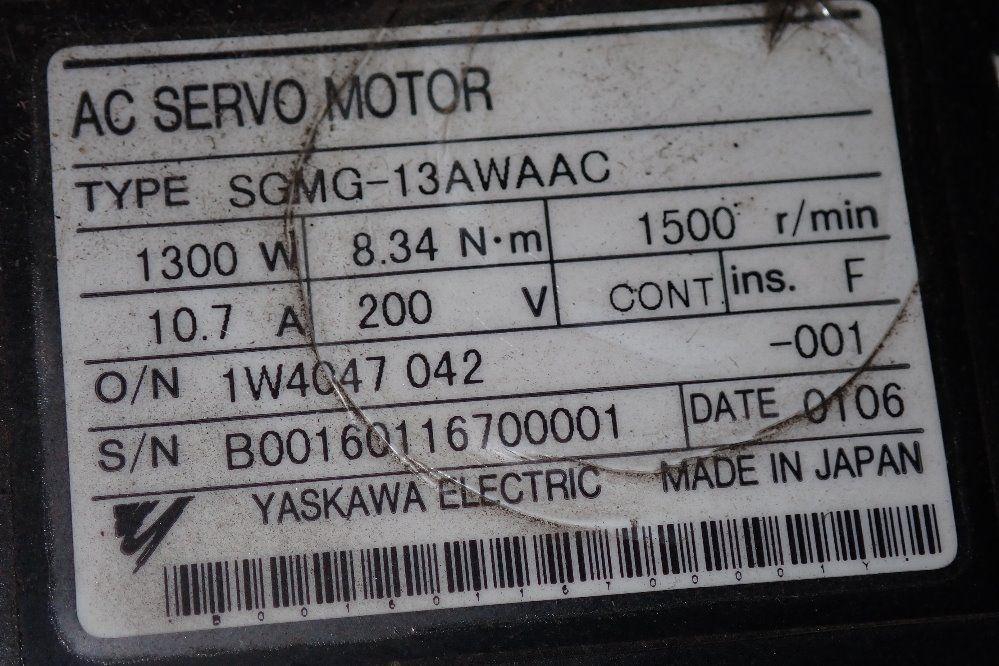 AC SERVO MOTOR
TYPE SGMG-13AWAAC
1300 W 8.34 N·m 1500 r/min
10.7 A 200 V CONT. ins. F
O/N 1W4047 042 -001
S/N B00160116700001 DATE 0106
YASKAWA ELECTRIC MADE IN JAPAN
B00160116700001Y